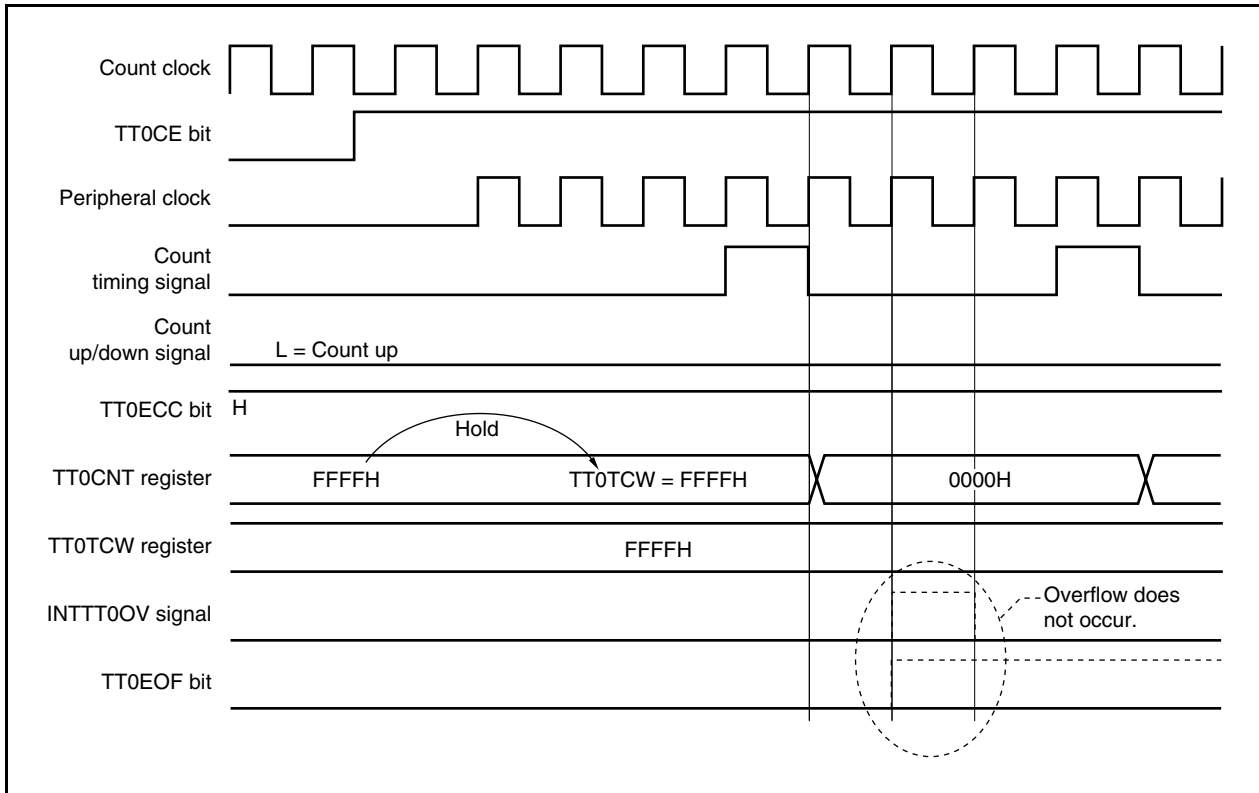 Count clock
TT0CE bit
Peripheral clock
Count
timing signal
Count
up/down signal
L = Count up
TT0ECC bit
H
Hold
TT0CNT register
FFFFH
TT0TCW = FFFFH
0000H
TT0TCW register
FFFFH
INTTT0OV signal
Overflow does
not occur.
TT0EOF bit